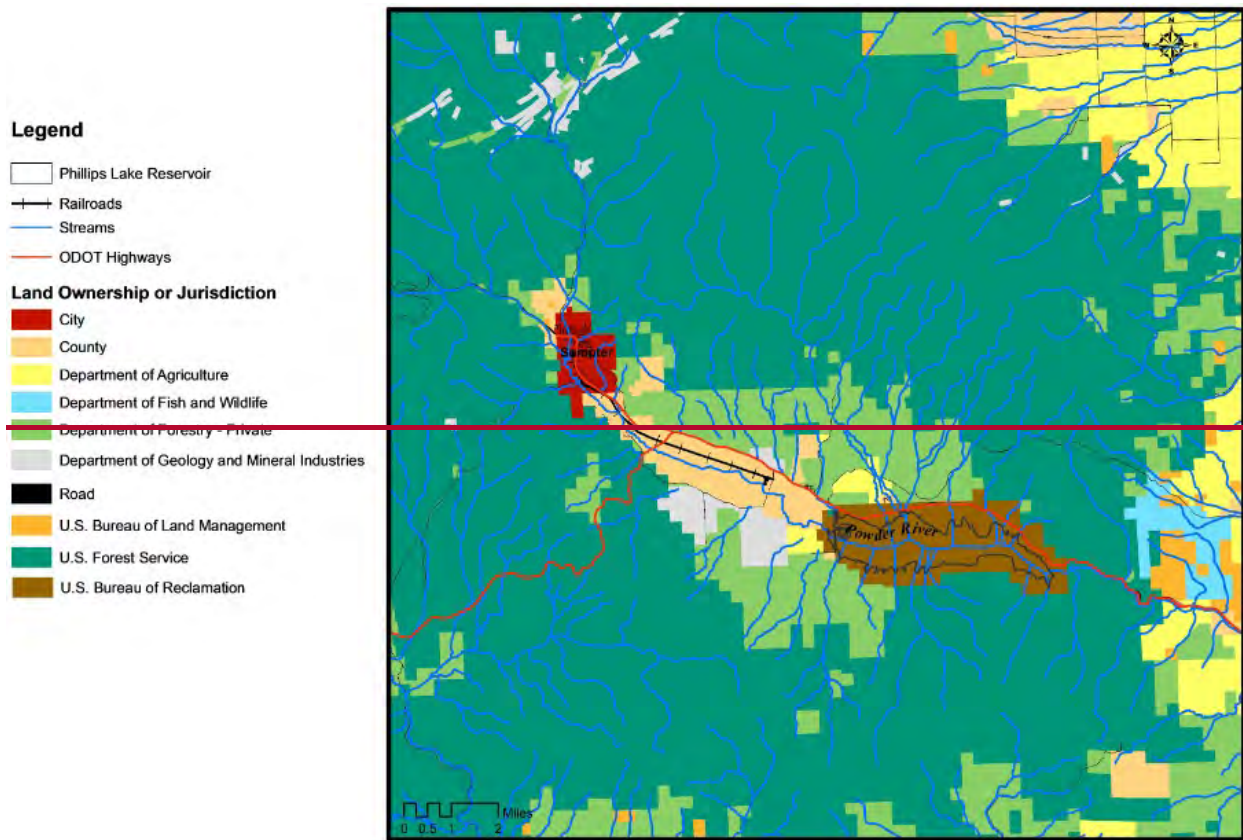 Legend
Phillips Lake Reservoir
Railroads
Streams
ODOT Highways
Land Ownership or Jurisdiction
City
County
Department of Agriculture
Department of Fish and Wildlife
Department of Forestry - Private
Department of Geology and Mineral Industries
Road
U.S. Bureau of Land Management
U.S. Forest Service
U.S. Bureau of Reclamation
N
W E
S
Sumpter
Powder River
Miles
0 0.5 1 2